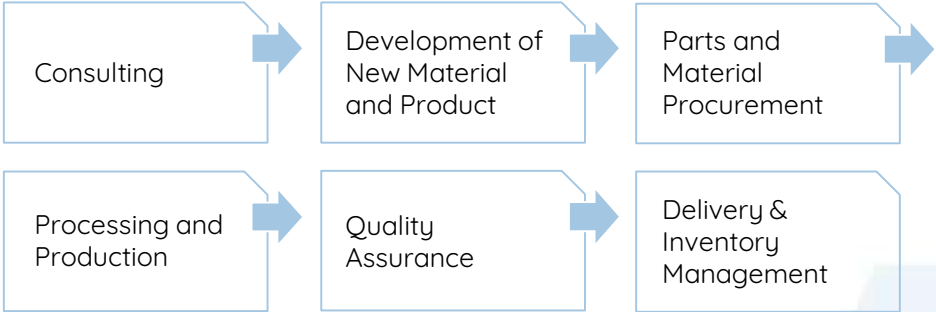 Consulting
Development of
New Material
and Product
Parts and
Material
Procurement
Processing and
Production
Quality
Assurance
Delivery &
Inventory
Management